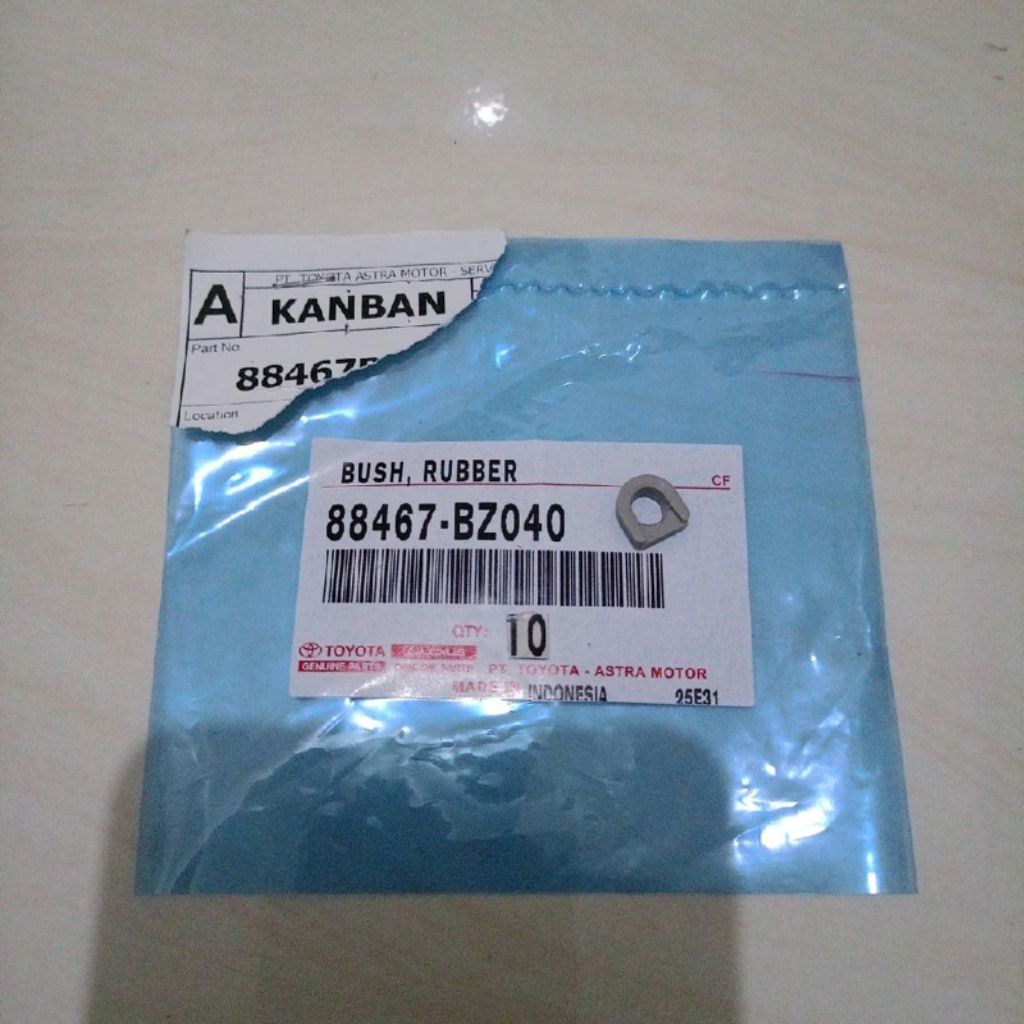 PT. TOYOTA ASTRA MOTOR - SERV
A KANBAN
Part No
88467
Location
BUSH, RUBBER
CF
88467-BZ040
QTY: 10
TOYOTA
GENUINE PARTS PT. TOYOTA - ASTRA MOTOR
MADE IN INDONESIA 25E31